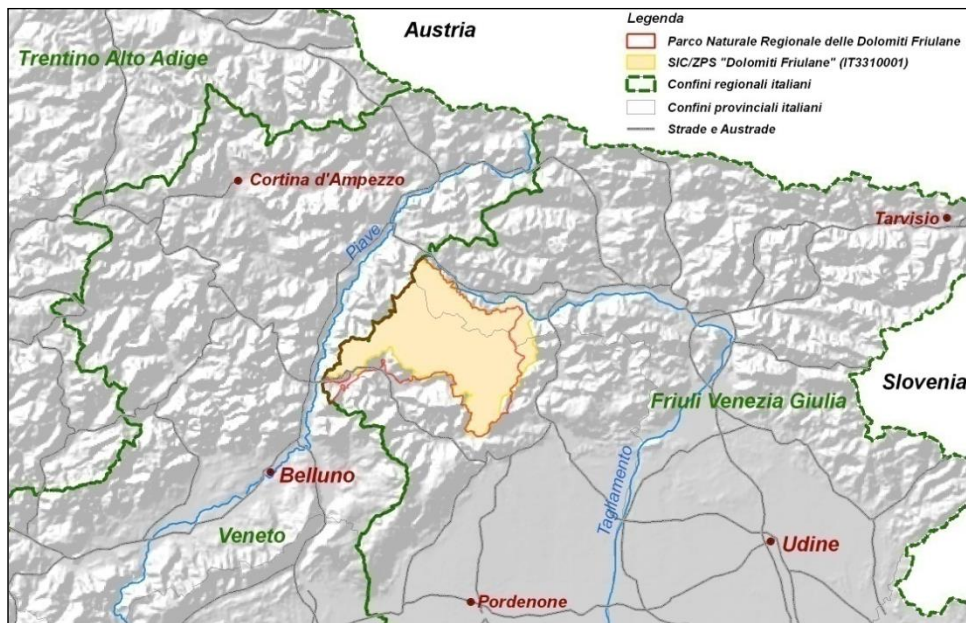 Austria
Legenda
Parco Naturale Regionale delle Dolomiti Friulane
SIC/ZPS "Dolomiti Friulane" (IT3310001)
Confini regionali italiani
Confini provinciali italiani
Strade e Austrade
Trentino Alto Adige
Cortina d'Ampezzo
Tarvisio
Piave
Slovenia
Friuli Venezia Giulia
Belluno
Tagliamento
Veneto
Udine
Pordenone